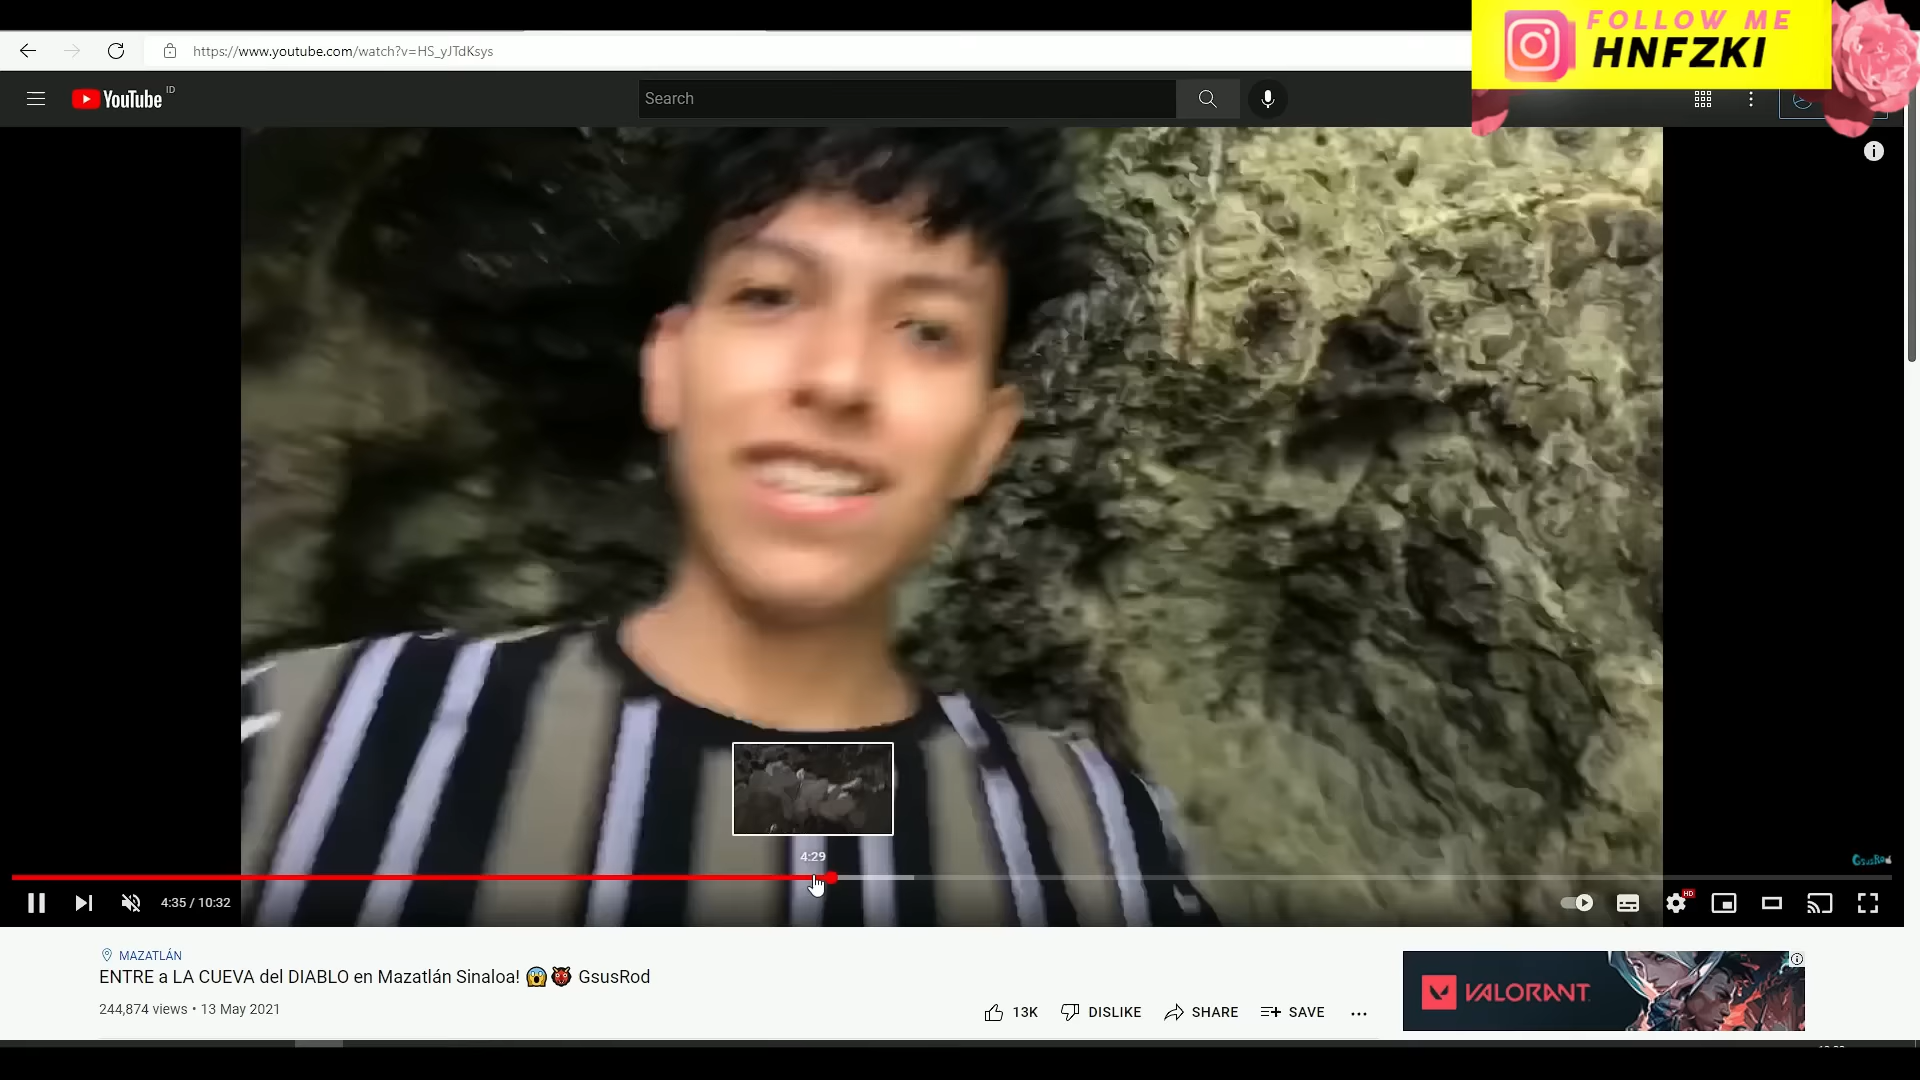 FOLLOW ME
HNFZKI
https://www.youtube.com/watch?v=HS_yJTdKsys
YouTube ID
Search
4:29
GsusRod
4:35 / 10:32
HD
MAZATLÁN
ENTRE a LA CUEVA del DIABLO en Mazatlán Sinaloa! 😱👹 GsusRod
244,874 views • 13 May 2021
13K DISLIKE SHARE SAVE
VALORANT